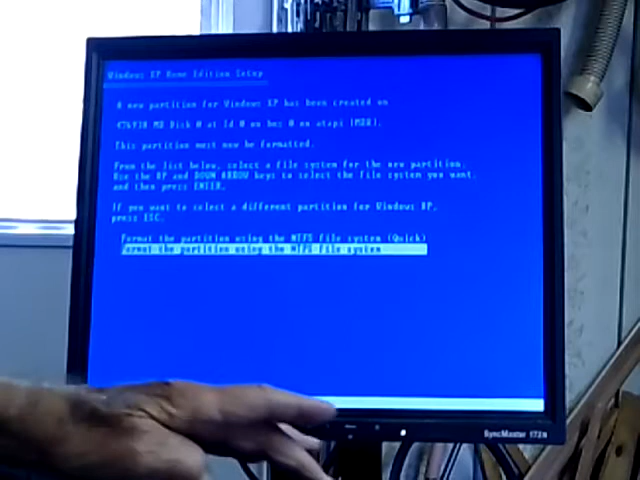 Windows XP Home Edition Setup
A new partition for Windows XP has been created on
476938 MB Disk 0 at Id 0 on bus 0 on atapi [MBR].
This partition must now be formatted.
From the list below, select a file system for the new partition.
Use the UP and DOWN ARROW keys to select the file system you want,
and then press ENTER.
If you want to select a different partition for Windows XP,
press ESC.
Format the partition using the NTFS file system (Quick)
Format the partition using the NTFS file system
SyncMaster